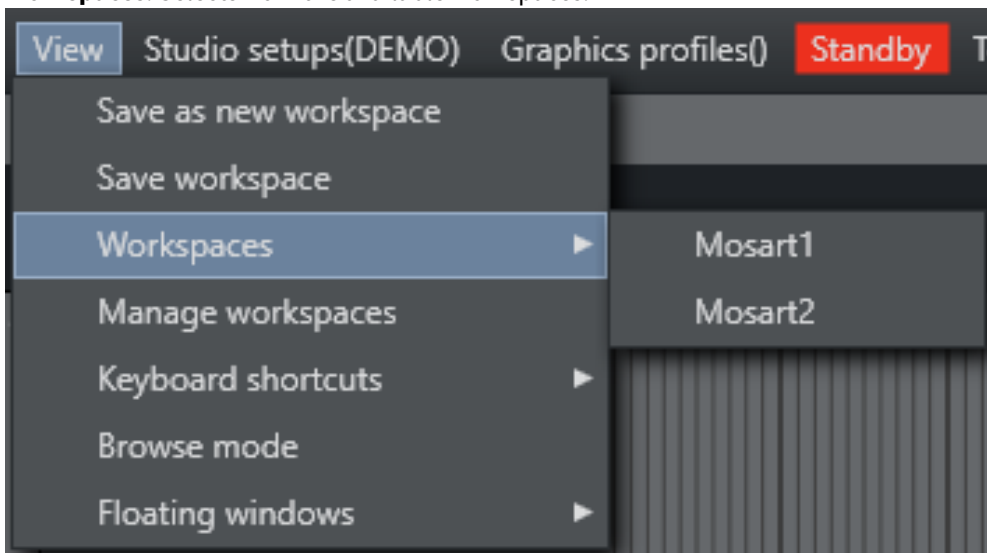 View Studio setups(DEMO) Graphics profiles() Standby T
Save as new workspace
Save workspace
Workspaces
Mosart1
Manage workspaces
Mosart2
Keyboard shortcuts
Browse mode
Floating windows